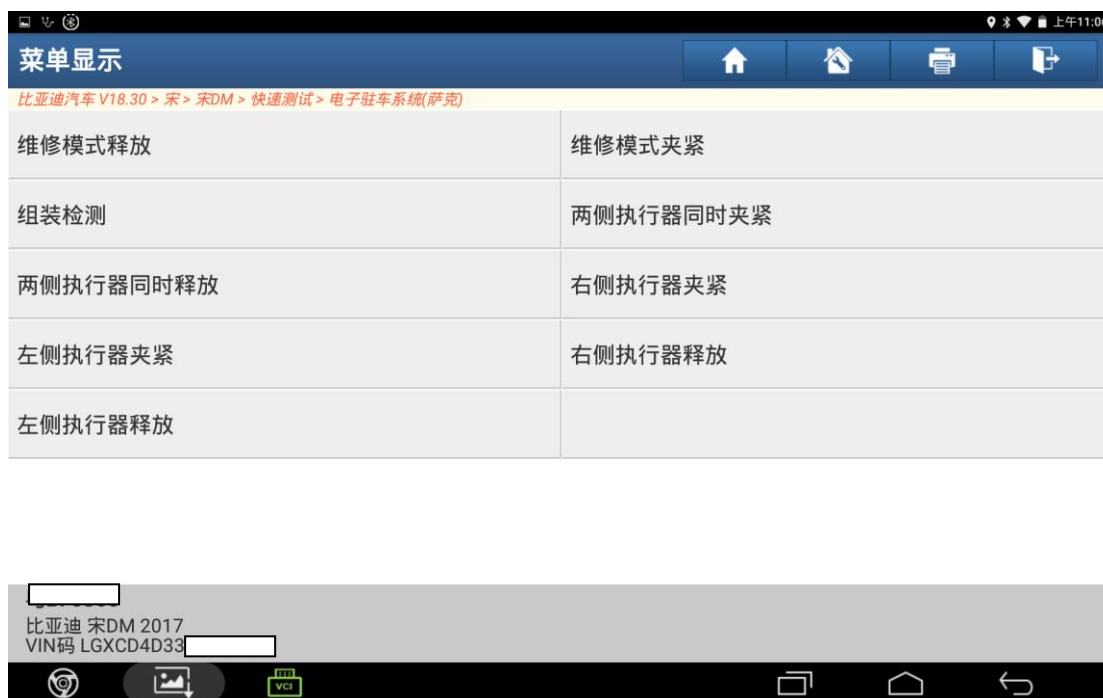 上午11:06
菜单显示
比亚迪汽车 V18.30 > 宋 > 宋DM > 快速测试 > 电子驻车系统(萨克)
维修模式释放
维修模式夹紧
组装检测
两侧执行器同时夹紧
两侧执行器同时释放
右侧执行器夹紧
左侧执行器夹紧
右侧执行器释放
左侧执行器释放
比亚迪 宋DM 2017
VIN码 LGXCD4D33
VCI